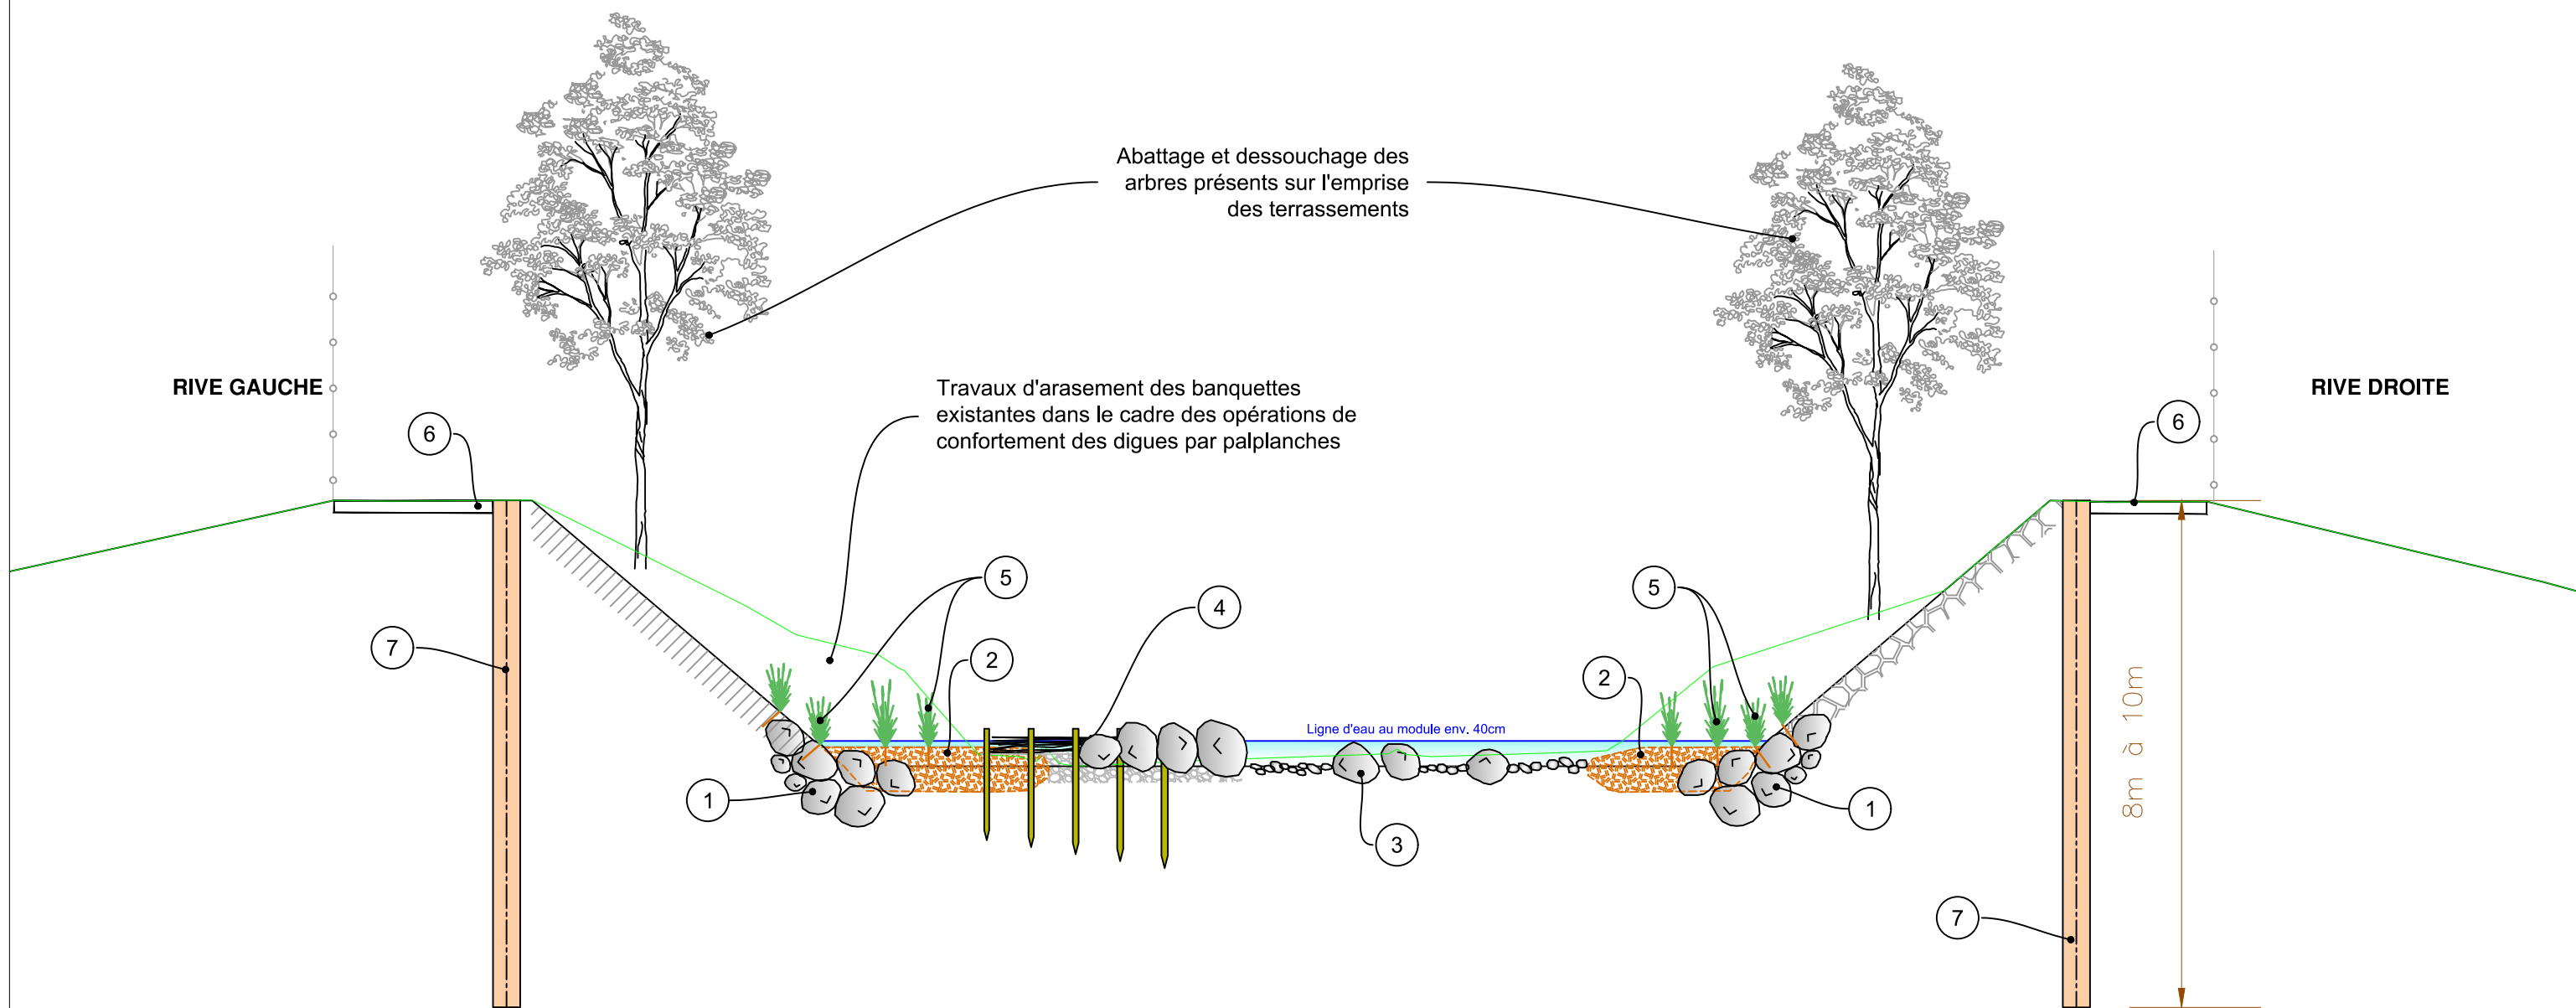 Abattage et dessouchage des
arbres présents sur l'emprise
des terrassements
RIVE GAUCHE
Travaux d'arasement des banquettes
existantes dans le cadre des opérations de
confortement des digues par palplanches
RIVE DROITE
6
6
5
5
4
7
2
2
Ligne d'eau au module env. 40cm
8m à 10m
1
1
3
7